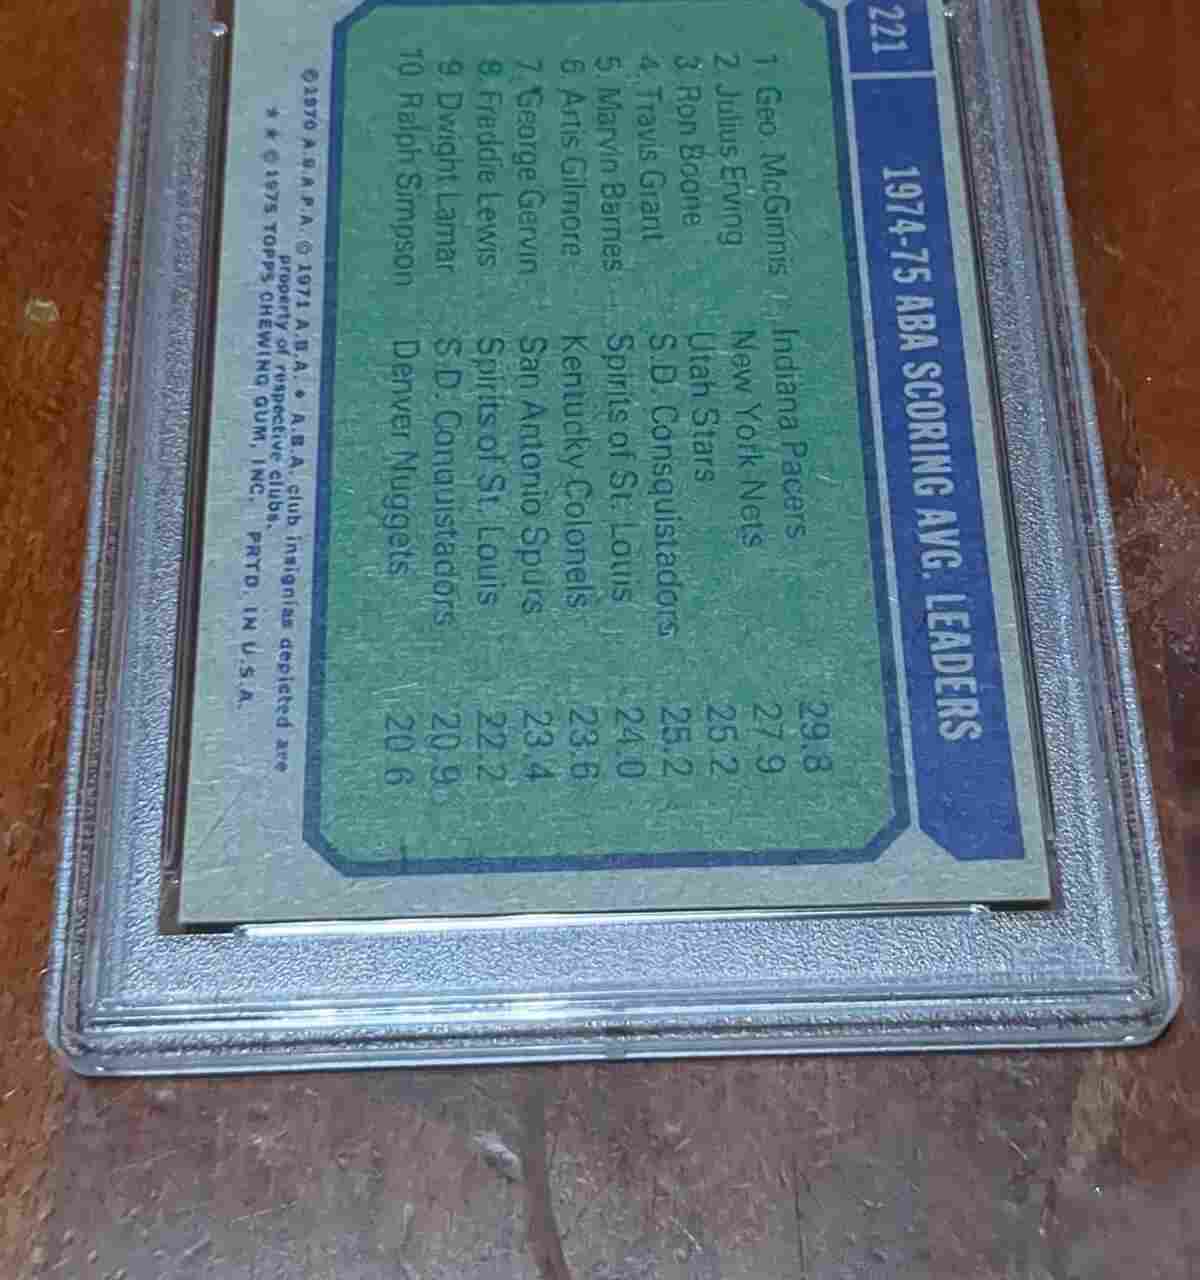 221 1974-75 ABA SCORING AVG. LEADERS
1 Geo. McGinnis Indiana Pacers 29.8
2 Julius Erving New York Nets 27.9
3 Ron Boone Utah Stars 25.2
4 Travis Grant S.D. Consquistadors 25.2
5 Marvin Barnes Spirits of St. Louis 24.0
6 Artis Gilmore Kentucky Colonels 23.6
7 George Gervin San Antonio Spurs 23.4
8 Freddie Lewis Spirits of St. Louis 22.2
9 Dwight Lamar S.D. Conquistadors 20.9
10 Ralph Simpson Denver Nuggets 20.6
©1970 A.B.A.P.A. © 1971 A.B.A. • A.B.A. club insignias depicted are
property of respective clubs.
★ ★ © 1975 TOPPS CHEWING GUM, INC. PRTD. IN U.S.A.